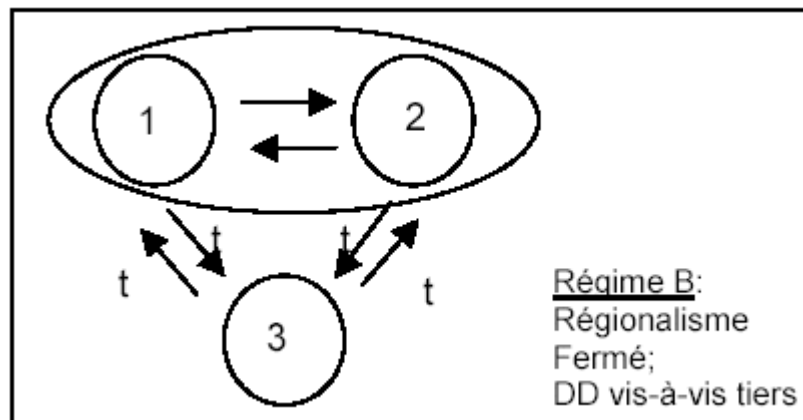 1
2
t
t
t
t
3
Régime B:
Régionalisme
Fermé;
DD vis-à-vis tiers